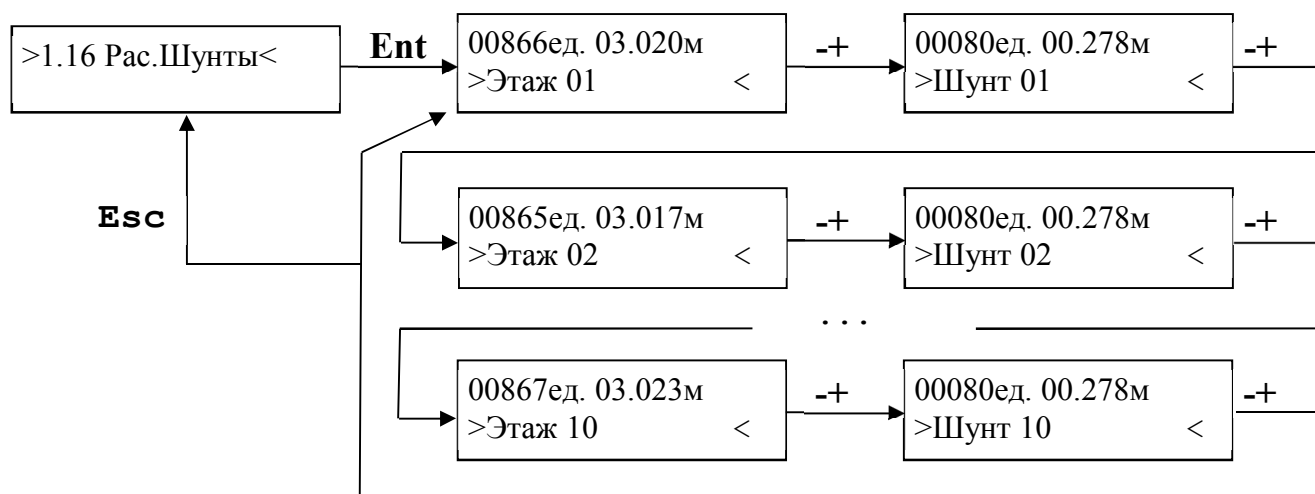 >1.16 Рас.Шунты<
Ent
00866ед. 03.020м
>Этаж 01 <
-+
00080ед. 00.278м
>Шунт 01 <
-+
Esc
00865ед. 03.017м
>Этаж 02 <
-+
00080ед. 00.278м
>Шунт 02 <
-+
...
00867ед. 03.023м
>Этаж 10 <
-+
00080ед. 00.278м
>Шунт 10 <
-+